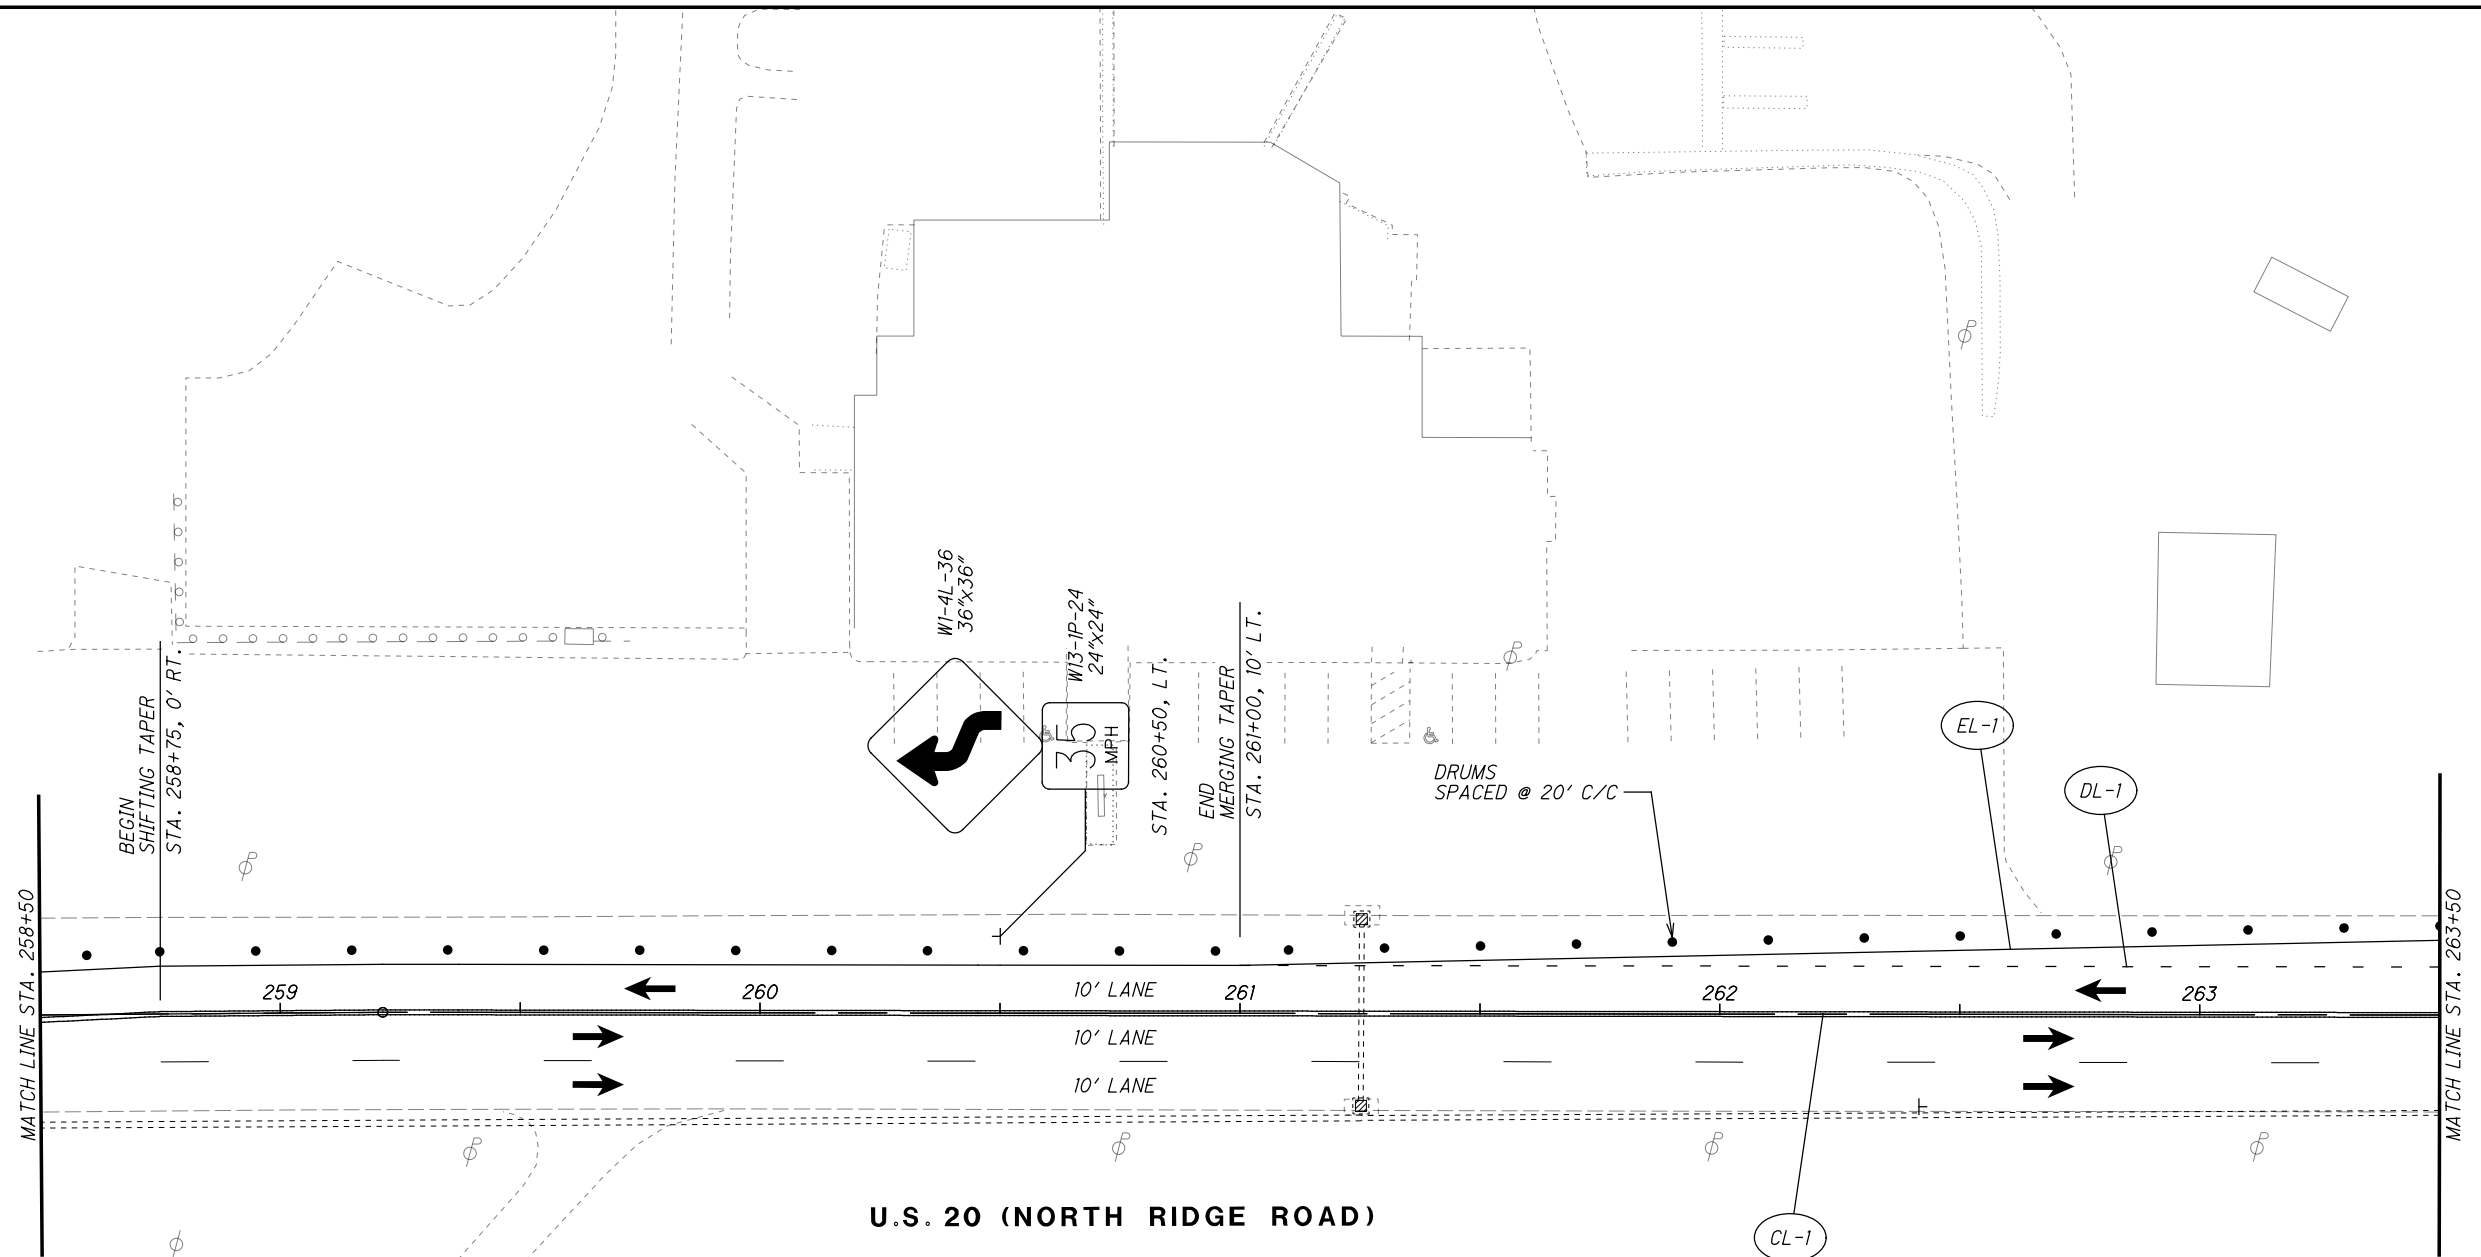 W1-4L-36
36"x36"
W13-1P-24
24"x24"
35
MPH
BEGIN
SHIFTING TAPER
STA. 258+75, 0' RT.
STA. 260+50, LT.
END
MERGING TAPER
STA. 261+00, 10' LT.
DRUMS
SPACED @ 20' C/C
EL-1
DL-1
MATCH LINE STA. 258+50
MATCH LINE STA. 263+50
259
260
261
262
263
10' LANE
10' LANE
10' LANE
U.S. 20 (NORTH RIDGE ROAD)
CL-1